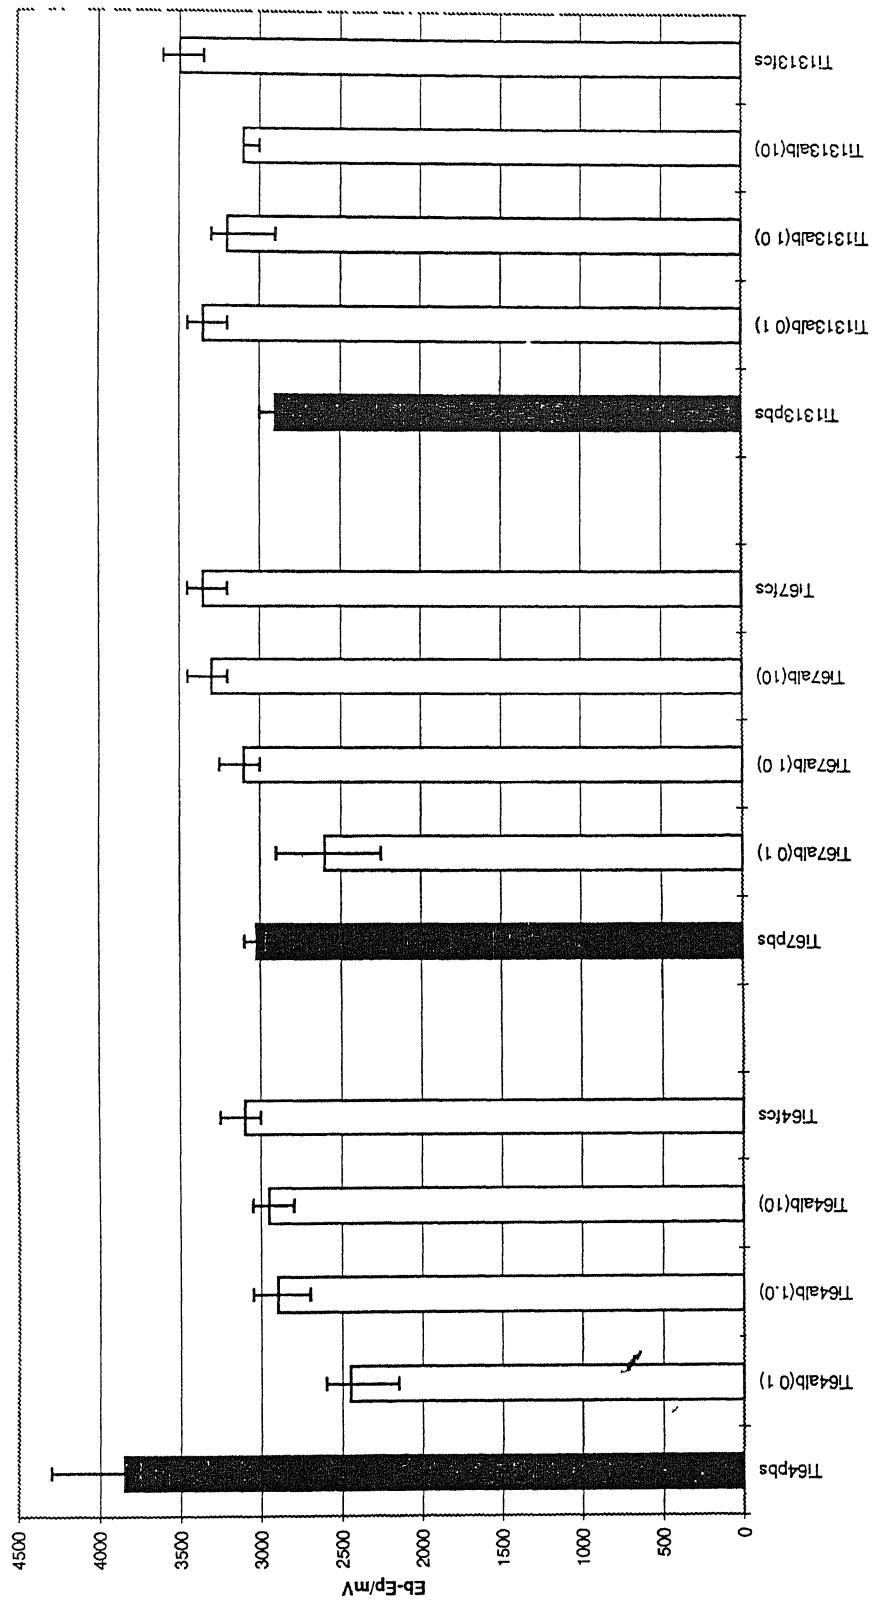 Eb-Ep/mV
4500
4000
3500
3000
2500
2000
1500
1000
500
0
Ti64pbs
Ti64alb(0 1)
Ti64alb(1.0)
Ti64alb(10)
Ti64fcs
Ti67pbs
Ti67alb(0 1)
Ti67alb(1 0)
Ti67alb(10)
Ti67fcs
Ti1313pbs
Ti1313alb(0 1)
Ti1313alb(1 0)
Ti1313alb(10)
Ti1313fcs